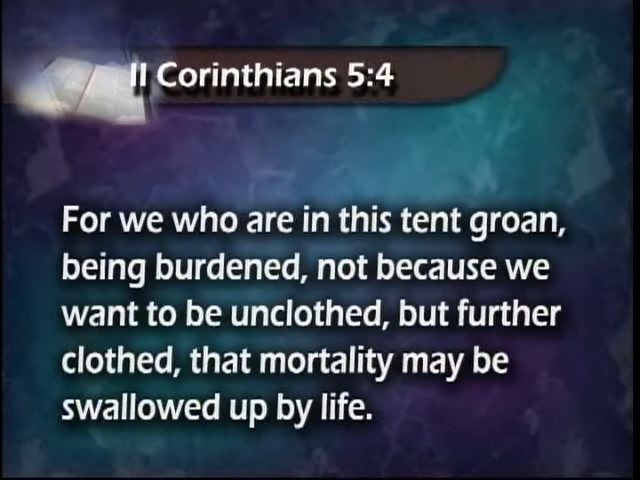 II Corinthians 5:4
For we who are in this tent groan,
being burdened, not because we
want to be unclothed, but further
clothed, that mortality may be
swallowed up by life.